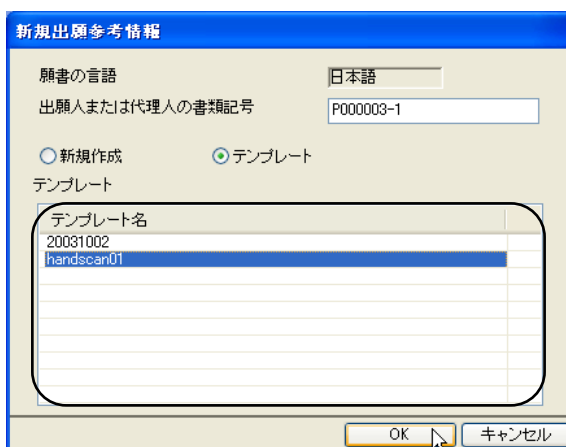 新規出願参考情報
願書の言語 日本語
出願人または代理人の書類記号 P000003-1
新規作成 テンプレート
テンプレート
テンプレート名
20031002
handscan01
OK キャンセル